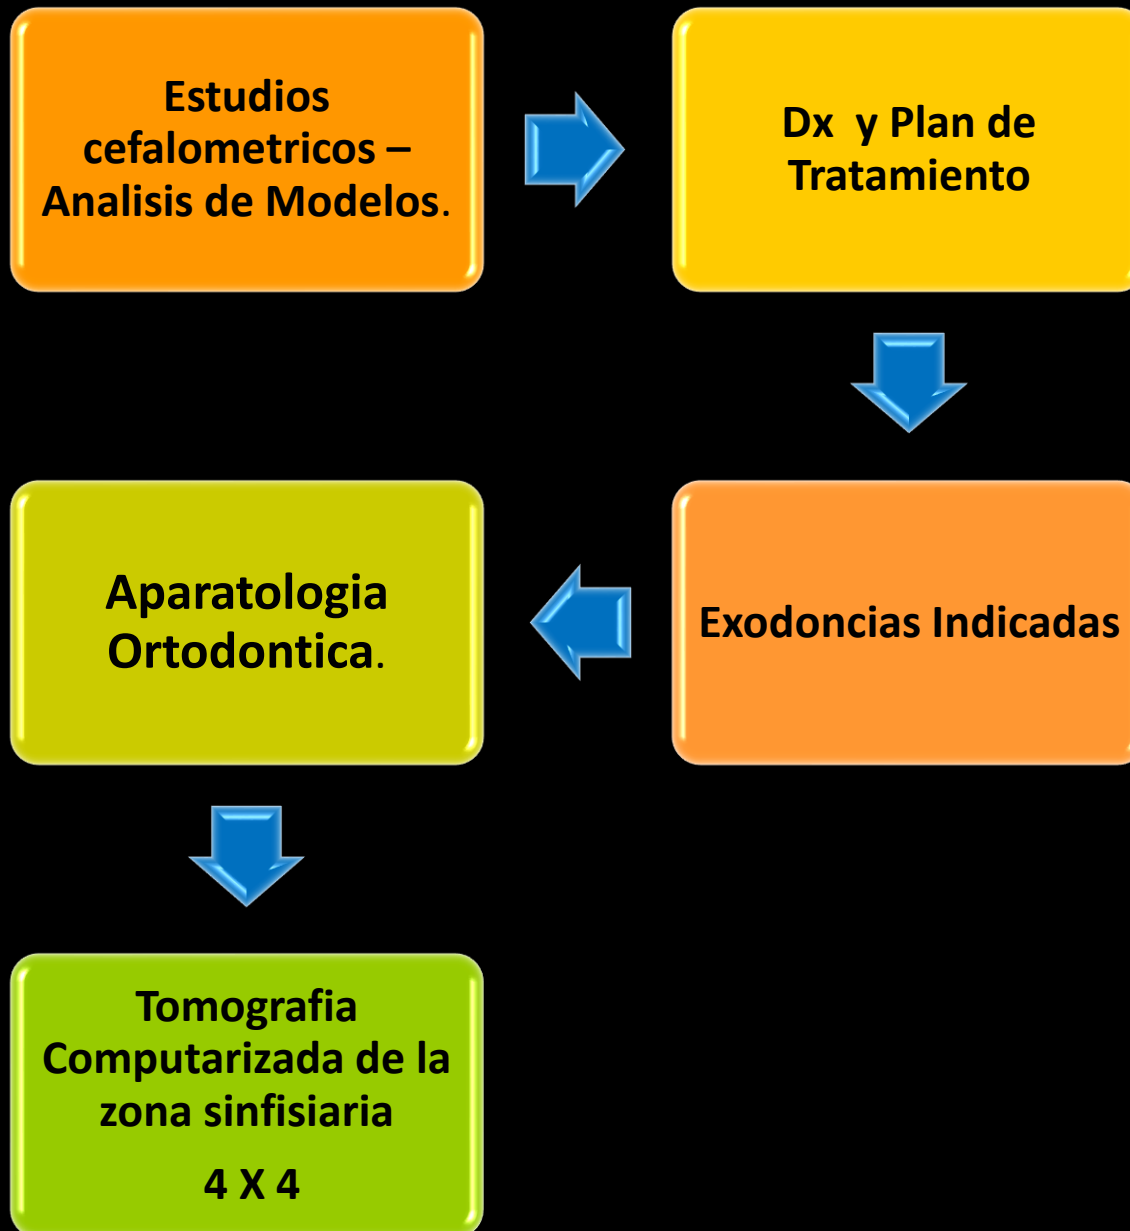 Estudios
cefalometricos –
Analisis de Modelos.
Dx y Plan de
Tratamiento
Exodoncias Indicadas
Aparatologia
Ortodontica.
Tomografia
Computarizada de la
zona sinfisiaria
4 X 4